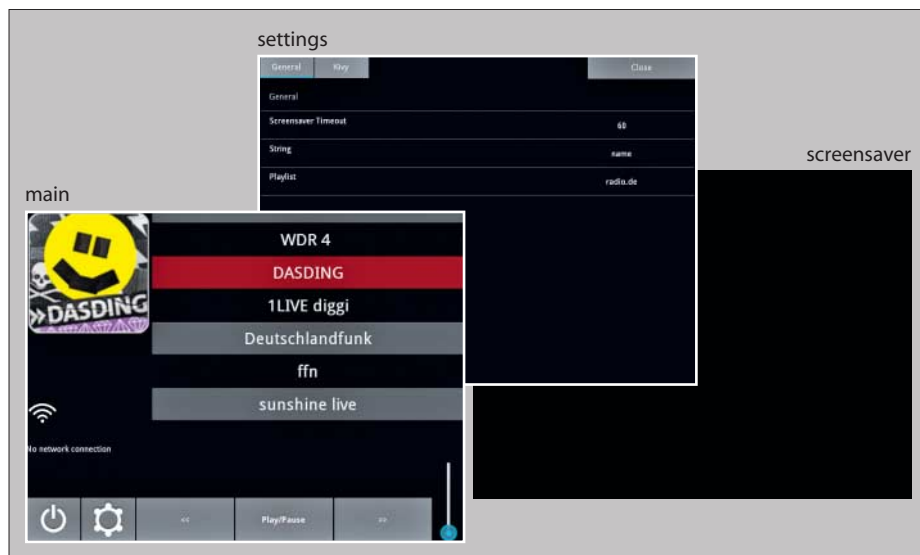 settings
General Kivy Close
General
Screensaver Timeout 60
String name
Playlist radio.de
screensaver
main
WDR 4
DASDING
1LIVE diggi
Deutschlandfunk
ffn
sunshine live
»DASDING
No network connection
<< Play/Pause >>